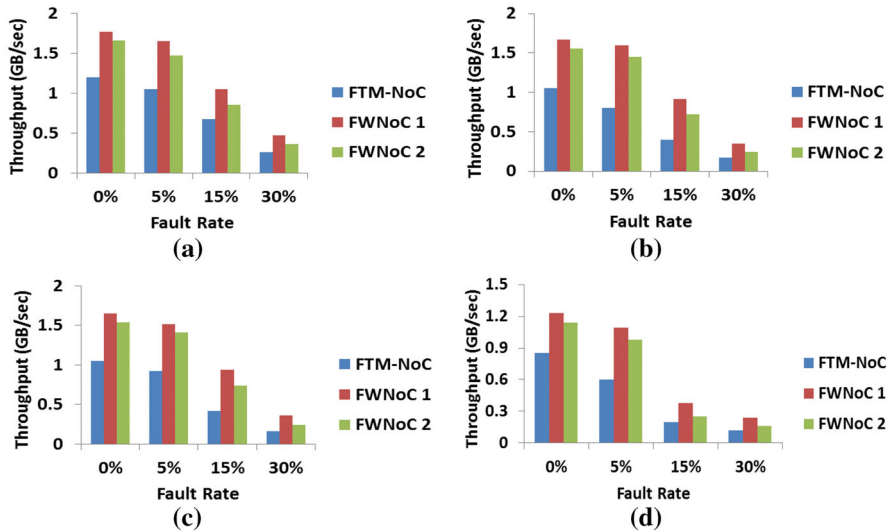 Throughput (GB/sec)
2
1.5
1
0.5
0
0% 5% 15% 30%
Fault Rate
FTM-NoC
FWNoC 1
FWNoC 2
(a)
Throughput (GB/sec)
2
1.5
1
0.5
0
0% 5% 15% 30%
Fault Rate
FTM-NoC
FWNoC 1
FWNoC 2
(b)
Throughput (GB/sec)
2
1.5
1
0.5
0
0% 5% 15% 30%
Fault Rate
FTM-NoC
FWNoC 1
FWNoC 2
(c)
Throughput (GB/sec)
1.5
1.2
0.9
0.6
0.3
0
0% 5% 15% 30%
Fault Rate
FTM-NoC
FWNoC 1
FWNoC 2
(d)